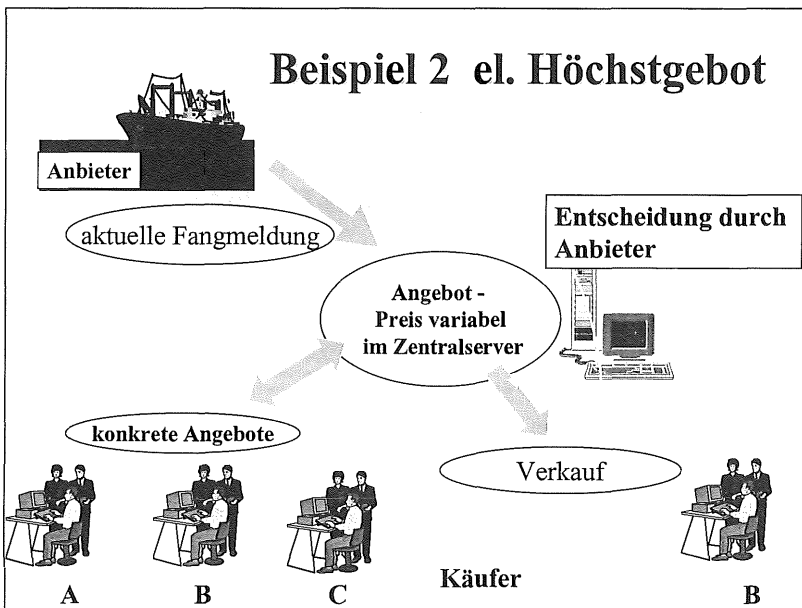 Beispiel 2 el. Höchstgebot
Anbieter
aktuelle Fangmeldung
Entscheidung durch
Anbieter
Angebot -
Preis variabel
im Zentralserver
konkrete Angebote
Verkauf
A
B
C
Käufer
B